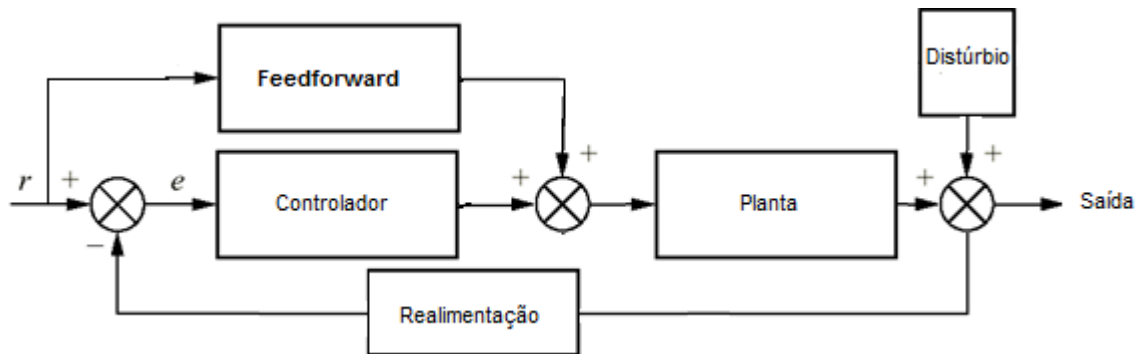 Distúrbio
Feedforward
+
+
r
+
e
Controlador
+
Planta
+
Saída
−
Realimentação